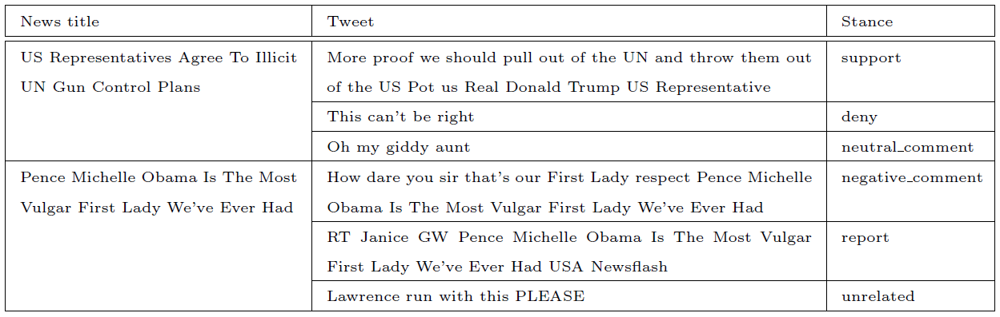 News title Tweet Stance
US Representatives Agree To Illicit More proof we should pull out of the UN and throw them out support
UN Gun Control Plans of the US Pot us Real Donald Trump US Representative
This can't be right deny
Oh my giddy aunt neutral_comment
Pence Michelle Obama Is The Most How dare you sir that's our First Lady respect Pence Michelle negative_comment
Vulgar First Lady We've Ever Had Obama Is The Most Vulgar First Lady We've Ever Had
RT Janice GW Pence Michelle Obama Is The Most Vulgar report
First Lady We've Ever Had USA Newsflash
Lawrence run with this PLEASE unrelated